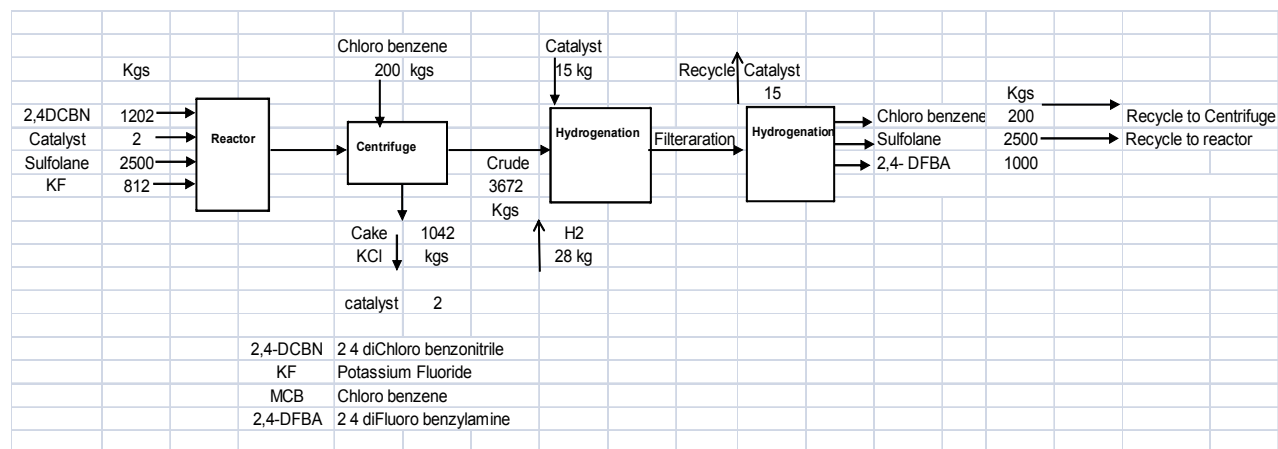 Chloro benzene Catalyst
Kgs 200 kgs 15 kg Recycle Catalyst
15 Kgs
2,4DCBN 1202 Chloro benzene 200 Recycle to Centrifuge
Catalyst 2 Reactor Centrifuge Hydrogenation Filteraration Hydrogenation Sulfolane 2500 Recycle to reactor
Sulfolane 2500 Crude 2,4- DFBA 1000
KF 812 3672
Kgs
Cake 1042 H2
KCl kgs 28 kg
catalyst 2
2,4-DCBN 2 4 diChloro benzonitrile
KF Potassium Fluoride
MCB Chloro benzene
2,4-DFBA 2 4 diFluoro benzylamine